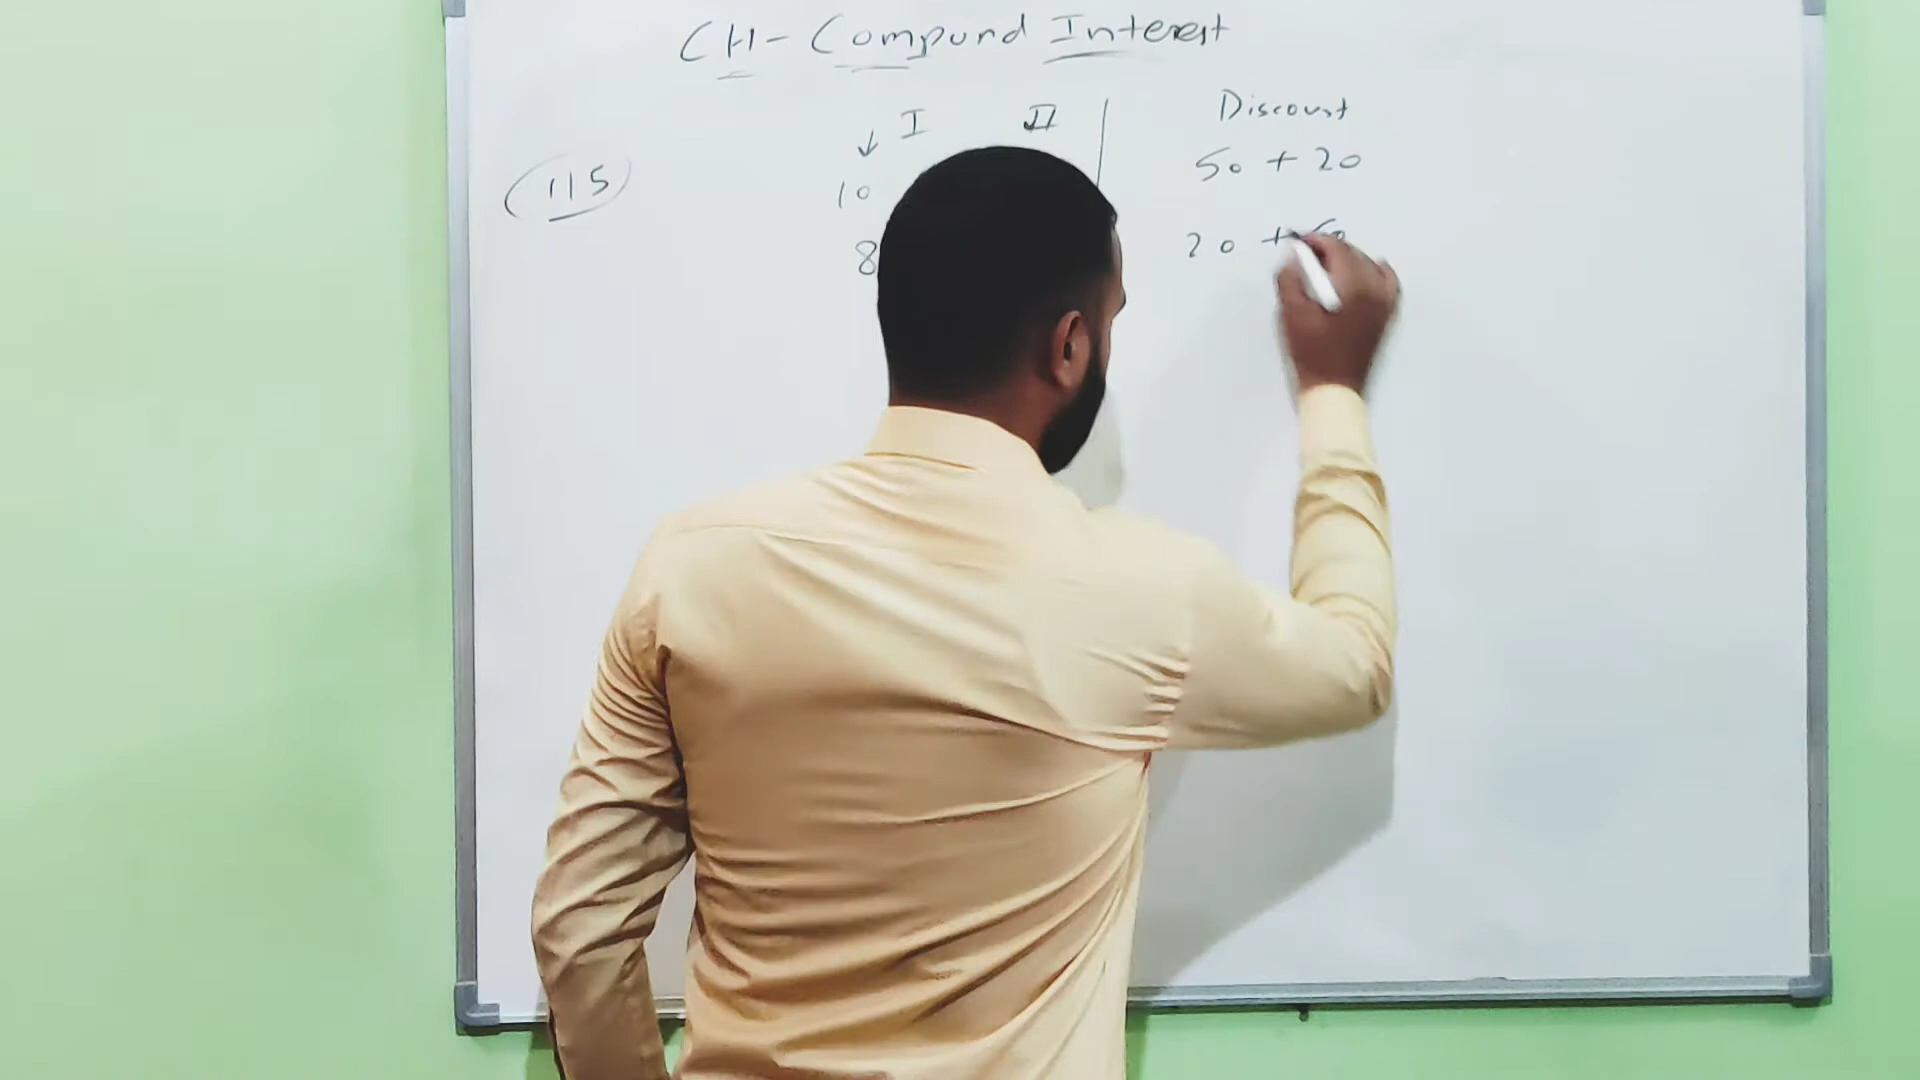 CH- Compund Interest
I II Discount
115 10 50 + 20
8 20 +